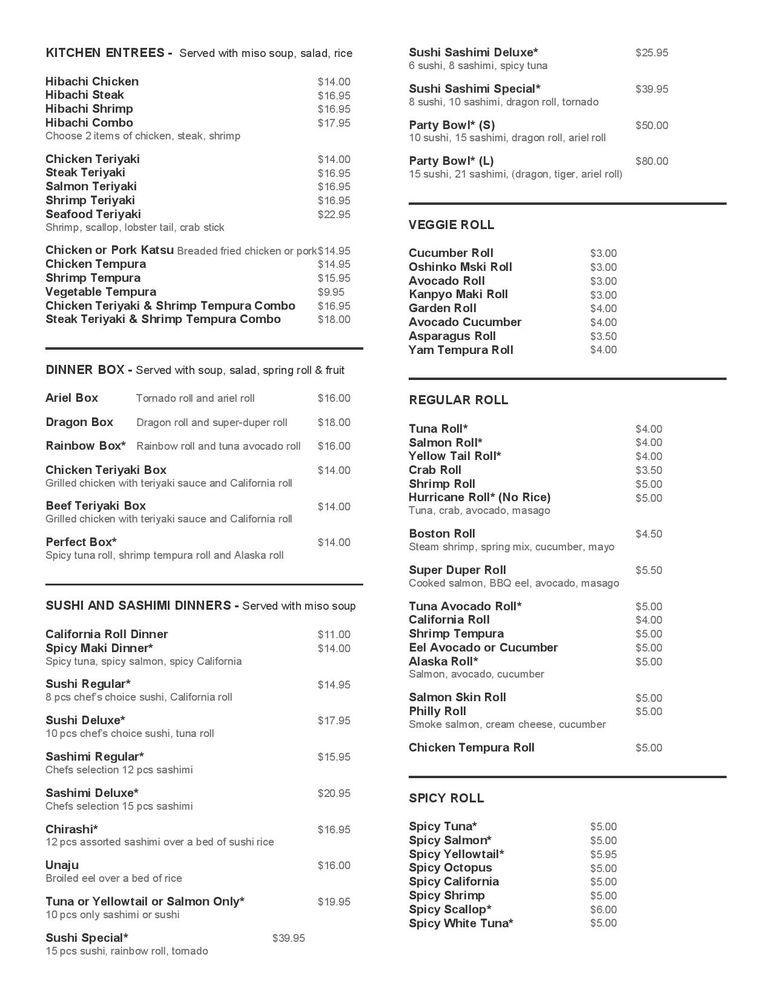 KITCHEN ENTREES - Served with miso soup, salad, rice
Hibachi Chicken $14.00
Hibachi Steak $16.95
Hibachi Shrimp $16.95
Hibachi Combo $17.95
Choose 2 items of chicken, steak, shrimp
Chicken Teriyaki $14.00
Steak Teriyaki $16.95
Salmon Teriyaki $16.95
Shrimp Teriyaki $16.95
Seafood Teriyaki $22.95
Shrimp, scallop, lobster tail, crab stick
Chicken or Pork Katsu Breaded fried chicken or pork$14.95
Chicken Tempura $14.95
Shrimp Tempura $15.95
Vegetable Tempura $9.95
Chicken Teriyaki & Shrimp Tempura Combo $16.95
Steak Teriyaki & Shrimp Tempura Combo $18.00
DINNER BOX - Served with soup, salad, spring roll & fruit
Ariel Box Tornado roll and ariel roll $16.00
Dragon Box Dragon roll and super-duper roll $18.00
Rainbow Box* Rainbow roll and tuna avocado roll $16.00
Chicken Teriyaki Box $14.00
Grilled chicken with teriyaki sauce and California roll
Beef Teriyaki Box $14.00
Grilled chicken with teriyaki sauce and California roll
Perfect Box* $14.00
Spicy tuna roll, shrimp tempura roll and Alaska roll
SUSHI AND SASHIMI DINNERS - Served with miso soup
California Roll Dinner $11.00
Spicy Maki Dinner* $14.00
Spicy tuna, spicy salmon, spicy California
Sushi Regular* $14.95
8 pcs chef's choice sushi, California roll
Sushi Deluxe* $17.95
10 pcs chef's choice sushi, tuna roll
Sashimi Regular* $15.95
Chefs selection 12 pcs sashimi
Sashimi Deluxe* $20.95
Chefs selection 15 pcs sashimi
Chirashi* $16.95
12 pcs assorted sashimi over a bed of sushi rice
Unaju $16.00
Broiled eel over a bed of rice
Tuna or Yellowtail or Salmon Only* $19.95
10 pcs only sashimi or sushi
Sushi Special* $39.95
15 pcs sushi, rainbow roll, tornado
Sushi Sashimi Deluxe* $25.95
6 sushi, 8 sashimi, spicy tuna
Sushi Sashimi Special* $39.95
8 sushi, 10 sashimi, dragon roll, tornado
Party Bowl* (S) $50.00
10 sushi, 15 sashimi, dragon roll, ariel roll
Party Bowl* (L) $80.00
15 sushi, 21 sashimi, (dragon, tiger, ariel roll)
VEGGIE ROLL
Cucumber Roll $3.00
Oshinko Mski Roll $3.00
Avocado Roll $3.00
Kanpyo Maki Roll $3.00
Garden Roll $4.00
Avocado Cucumber $4.00
Asparagus Roll $3.50
Yam Tempura Roll $4.00
REGULAR ROLL
Tuna Roll* $4.00
Salmon Roll* $4.00
Yellow Tail Roll* $4.00
Crab Roll $3.50
Shrimp Roll $5.00
Hurricane Roll* (No Rice) $5.00
Tuna, crab, avocado, masago
Boston Roll $4.50
Steam shrimp, spring mix, cucumber, mayo
Super Duper Roll $5.50
Cooked salmon, BBQ eel, avocado, masago
Tuna Avocado Roll* $5.00
California Roll $4.00
Shrimp Tempura $5.00
Eel Avocado or Cucumber $5.00
Alaska Roll* $5.00
Salmon, avocado, cucumber
Salmon Skin Roll $5.00
Philly Roll $5.00
Smoke salmon, cream cheese, cucumber
Chicken Tempura Roll $5.00
SPICY ROLL
Spicy Tuna* $5.00
Spicy Salmon* $5.00
Spicy Yellowtail* $5.95
Spicy Octopus $5.00
Spicy California $5.00
Spicy Shrimp $5.00
Spicy Scallop* $6.00
Spicy White Tuna* $5.00